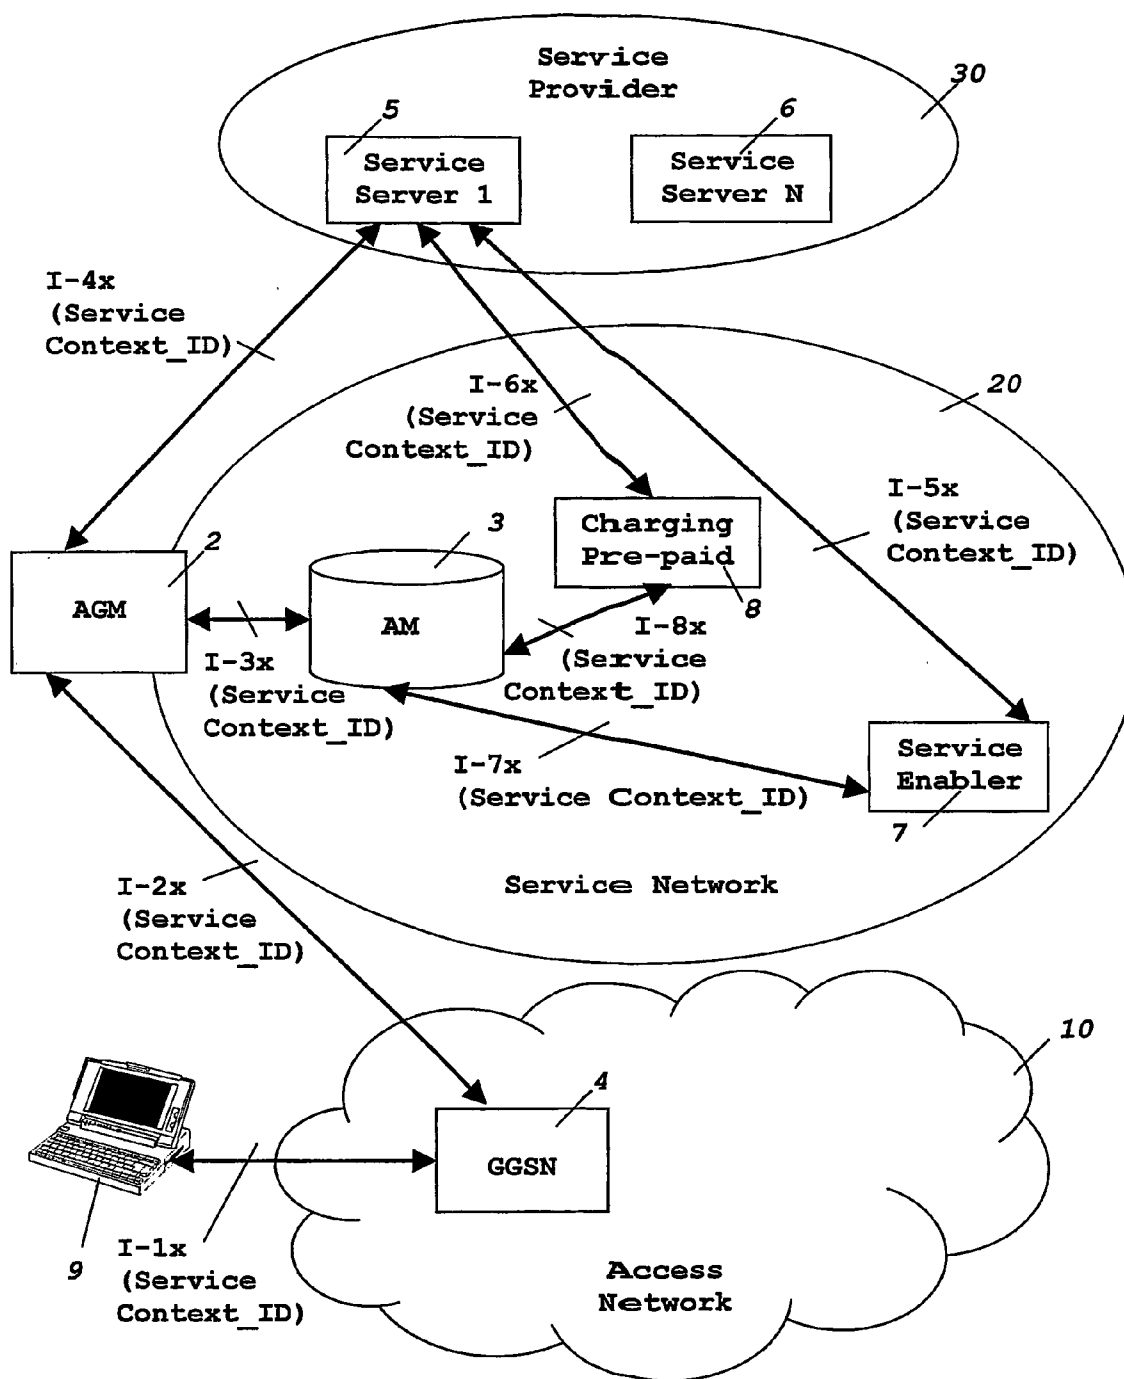 Service
Provider
30
5
6
Service
Server 1
Service
Server N
I-4x
(Service
Context_ID)
20
I-6x
(Service
Context_ID)
I-5x
(Service
Context_ID)
2
3
Charging
Pre-paid
8
AGM
AM
I-3x
(Service
Context_ID)
I-8x
(Service
Context_ID)
Service
Enabler
7
I-7x
(Service Context_ID)
I-2x
(Service
Context_ID)
Service Network
10
4
GGSN
9
I-1x
(Service
Context_ID)
Access
Network